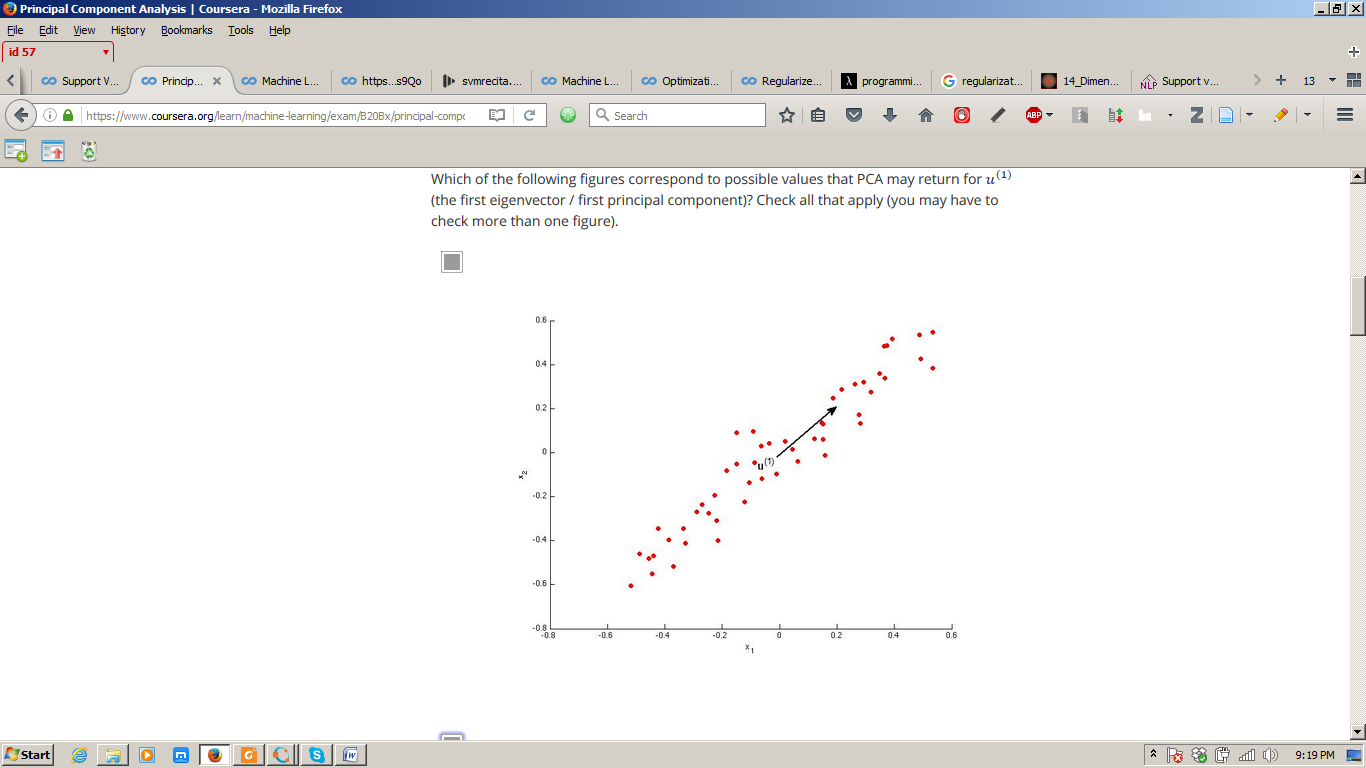 Principal Component Analysis | Coursera - Mozilla Firefox
File Edit View History Bookmarks Tools Help
id 57
Support V... Princip... Machine L... https...s9Qo svmrecita.... Machine L... Optimizati... Regularize... programmi... regularizat... 14_Dimen... Support v... 13
https://www.coursera.org/learn/machine-learning/exam/B20Bx/principal-compo Search ABP
Which of the following figures correspond to possible values that PCA may return for u^(1)
(the first eigenvector / first principal component)? Check all that apply (you may have to
check more than one figure).
0.6
0.4
0.2
0
-0.2
-0.4
-0.6
-0.8
x2
u^(1)
-0.8 -0.6 -0.4 -0.2 0 0.2 0.4 0.6
x1
Start 9:19 PM